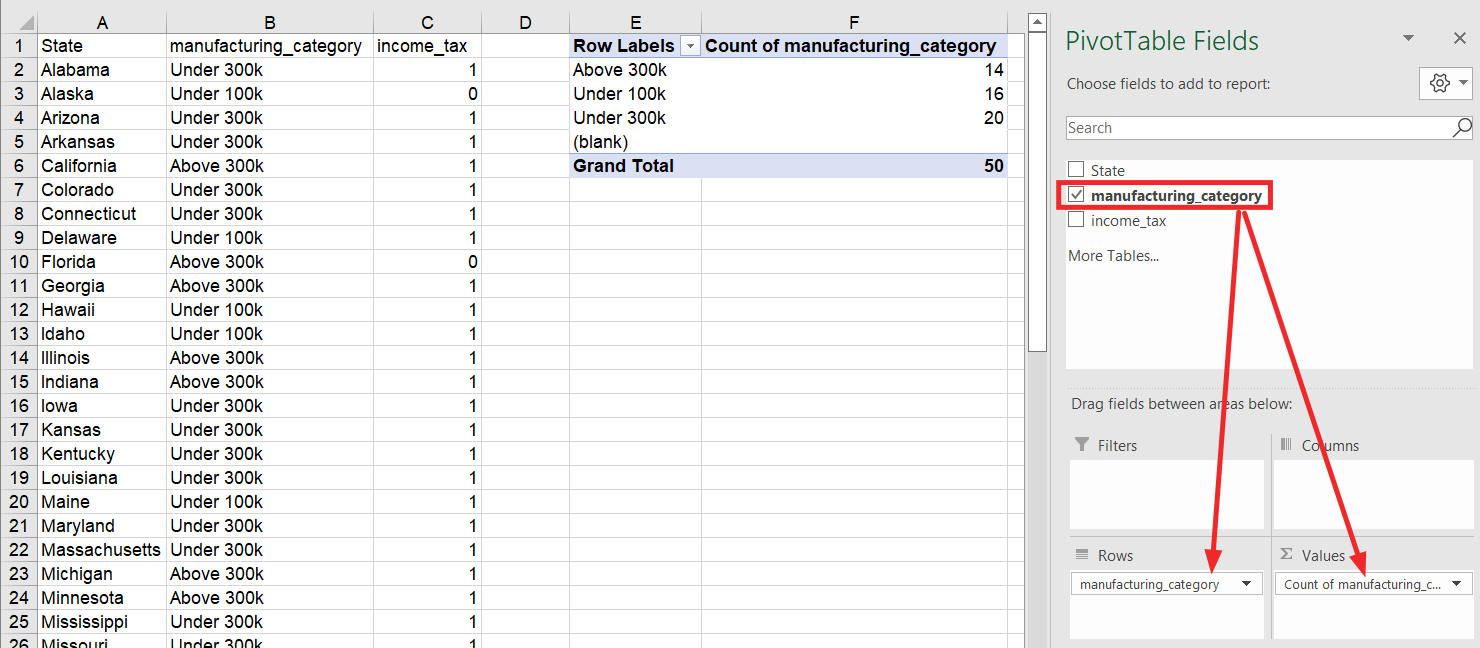 A B C D E F
1 State manufacturing_category income_tax Row Labels Count of manufacturing_category
2 Alabama Under 300k 1 Above 300k 14
3 Alaska Under 100k 0 Under 100k 16
4 Arizona Under 300k 1 Under 300k 20
5 Arkansas Under 300k 1 (blank)
6 California Above 300k 1 Grand Total 50
7 Colorado Under 300k 1
8 Connecticut Under 300k 1
9 Delaware Under 100k 1
10 Florida Above 300k 0
11 Georgia Above 300k 1
12 Hawaii Under 100k 1
13 Idaho Under 100k 1
14 Illinois Above 300k 1
15 Indiana Above 300k 1
16 Iowa Under 300k 1
17 Kansas Under 300k 1
18 Kentucky Under 300k 1
19 Louisiana Under 300k 1
20 Maine Under 100k 1
21 Maryland Under 300k 1
22 Massachusetts Under 300k 1
23 Michigan Above 300k 1
24 Minnesota Above 300k 1
25 Mississippi Under 300k 1
26 Missouri Under 300k 1
PivotTable Fields
Choose fields to add to report:
Search
State
manufacturing_category
income_tax
More Tables...
Drag fields between areas below:
Filters Columns
Rows Σ Values
manufacturing_category Count of manufacturing_c...